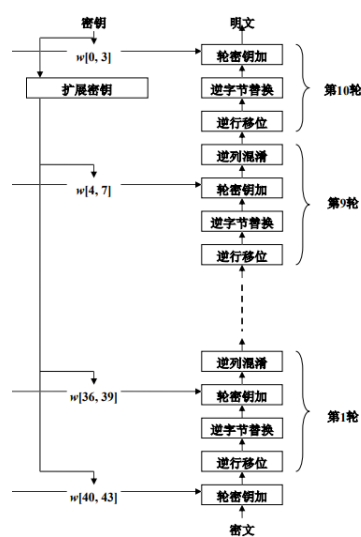 密钥
明文
w[0, 3]
轮密钥加
扩展密钥
逆字节替换
第10轮
逆行移位
逆列混淆
w[4, 7]
轮密钥加
第9轮
逆字节替换
逆行移位
逆列混淆
w[36, 39]
轮密钥加
第1轮
逆字节替换
逆行移位
w[40, 43]
轮密钥加
密文